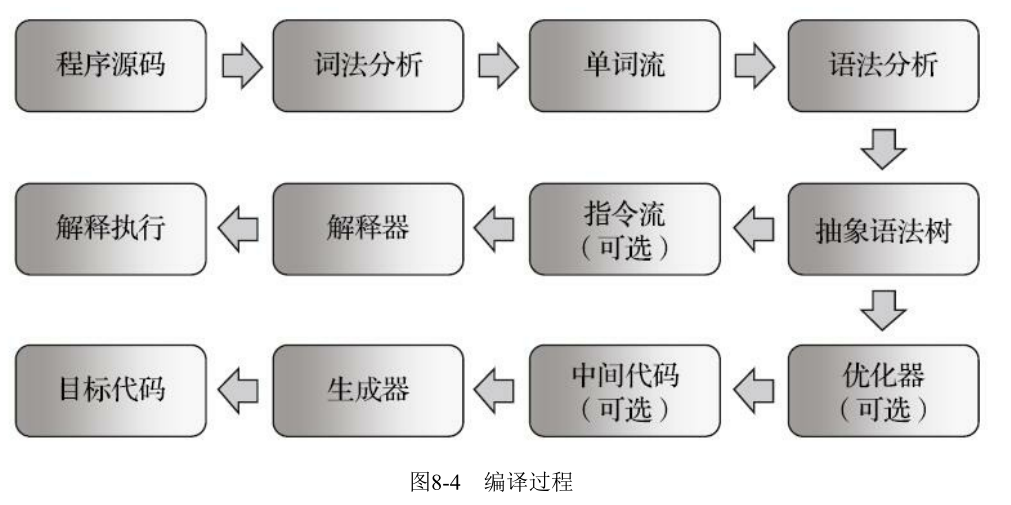 程序源码
词法分析
单词流
语法分析
解释执行
解释器
指令流
（可选）
抽象语法树
目标代码
生成器
中间代码
（可选）
优化器
（可选）
图8-4 编译过程